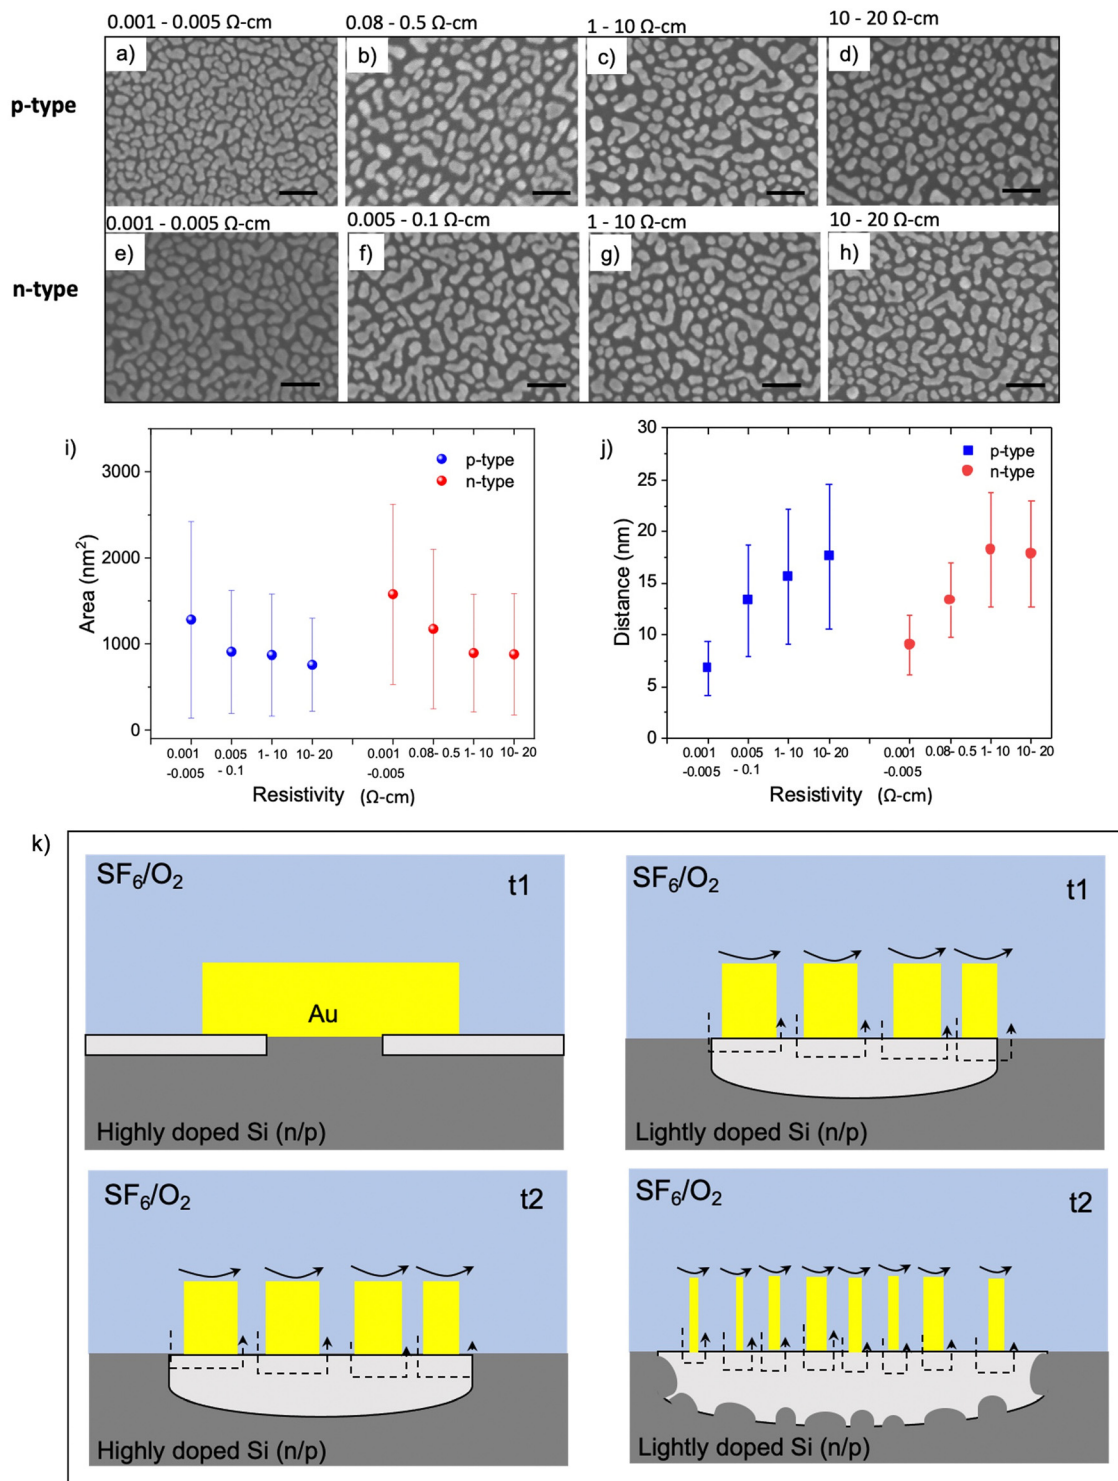 0.001 - 0.005 Ω-cm
0.08 - 0.5 Ω-cm
1 - 10 Ω-cm
10 - 20 Ω-cm
a)
b)
c)
d)
p-type
0.001 - 0.005 Ω-cm
0.005 - 0.1 Ω-cm
1 - 10 Ω-cm
10 - 20 Ω-cm
e)
f)
g)
h)
n-type
i)
p-type
n-type
3000
2000
1000
0
Area (nm²)
0.001 -0.005
0.005 - 0.1
1- 10
10- 20
0.001 -0.005
0.08- 0.5
1- 10
10- 20
Resistivity (Ω-cm)
j)
p-type
n-type
30
25
20
15
10
5
0
Distance (nm)
0.001 -0.005
0.005 - 0.1
1- 10
10- 20
0.001 -0.005
0.08- 0.5
1- 10
10- 20
Resistivity (Ω-cm)
k)
SF₆/O₂
t1
Au
Highly doped Si (n/p)
SF₆/O₂
t1
Lightly doped Si (n/p)
SF₆/O₂
t2
Highly doped Si (n/p)
SF₆/O₂
t2
Lightly doped Si (n/p)